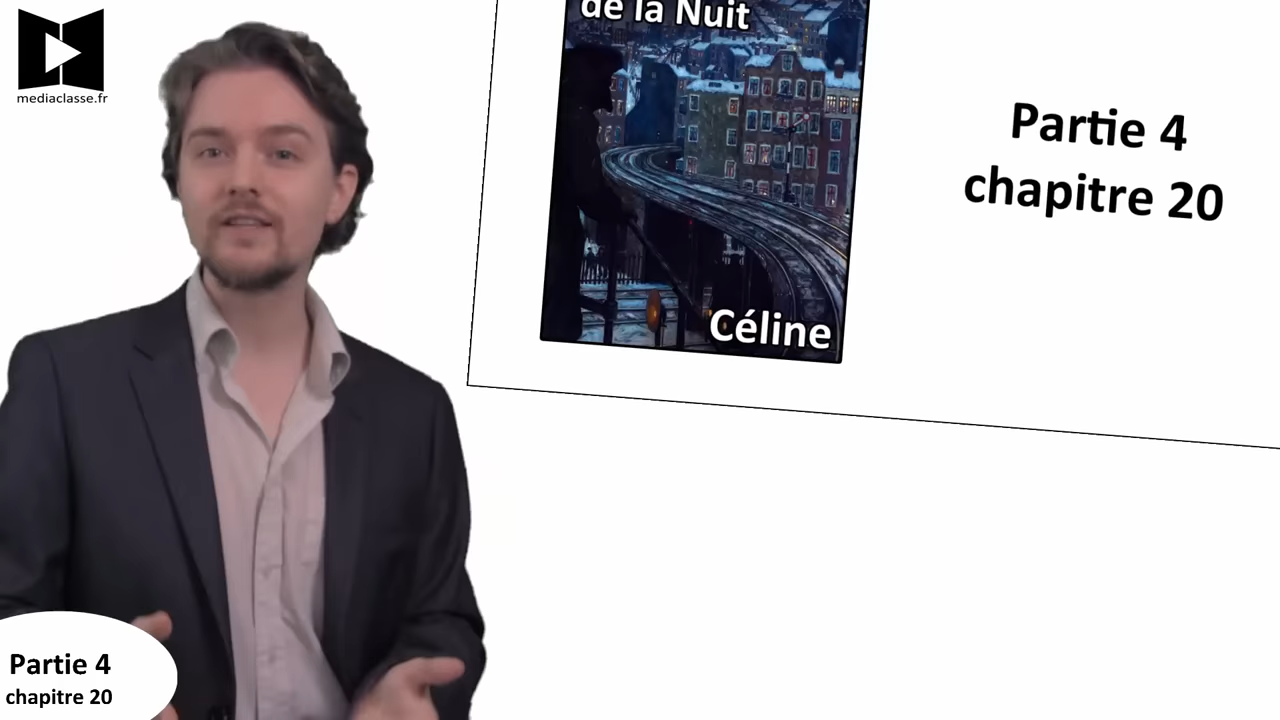 mediaclasse.fr
de la Nuit
Céline
Partie 4
chapitre 20
Partie 4
chapitre 20